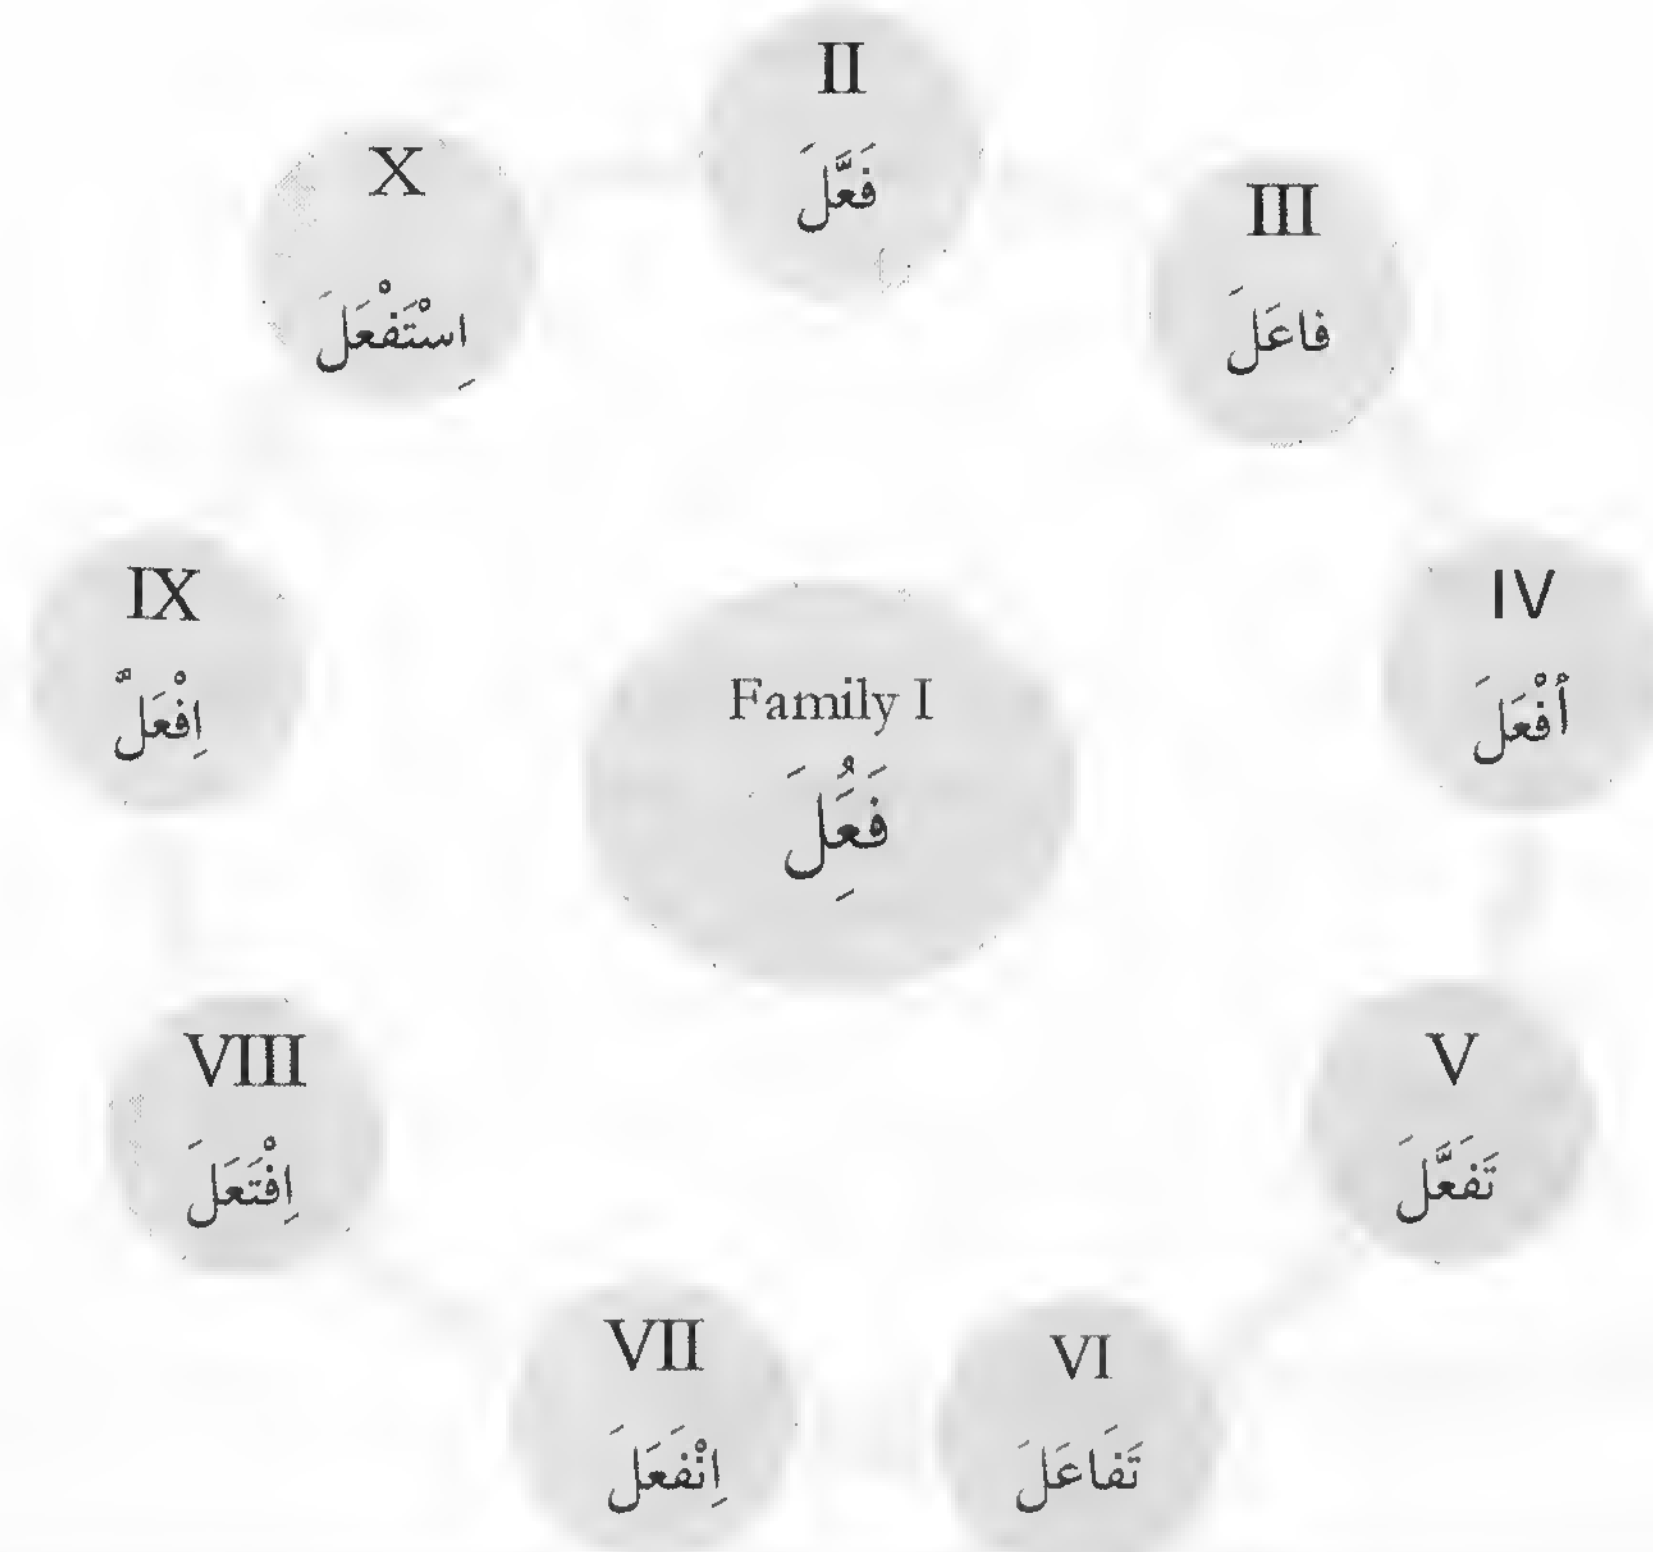 II
فَعَّلَ
III
فاعَلَ
IV
أفْعَلَ
V
تَفَعَّلَ
VI
تَفَاعَلَ
VII
اِنْفَعَلَ
VIII
اِفْتَعَلَ
IX
اِفْعَلَّ
X
اِسْتَفْعَلَ
Family I
فَعَُِلَ